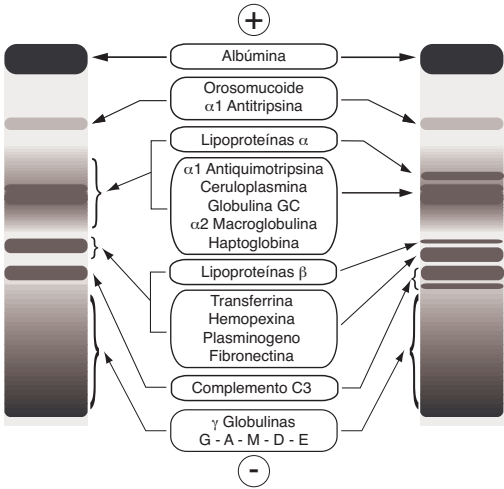 +
Albúmina
Orosomucoide
α1 Antitripsina
Lipoproteínas α
α1 Antiquimotripsina
Ceruloplasmina
Globulina GC
α2 Macroglobulina
Haptoglobina
Lipoproteínas β
Transferrina
Hemopexina
Plasminogeno
Fibronectina
Complemento C3
γ Globulinas
G - A - M - D - E
-